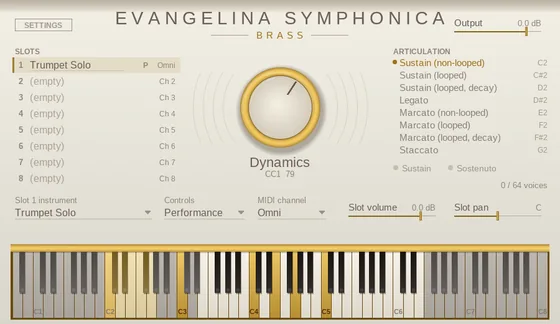 EVANGELINA SYMPHONICA
BRASS
SETTINGS
Output 0.0 dB
SLOTS
1 Trumpet Solo P Omni
2 (empty) Ch 2
3 (empty) Ch 3
4 (empty) Ch 4
5 (empty) Ch 5
6 (empty) Ch 6
7 (empty) Ch 7
8 (empty) Ch 8
Dynamics
CC1 79
ARTICULATION
Sustain (non-looped) C2
Sustain (looped) C#2
Sustain (looped, decay) D2
Legato D#2
Marcato (non-looped) E2
Marcato (looped) F2
Marcato (looped, decay) F#2
Staccato G2
Sustain Sostenuto
0 / 64 voices
Slot 1 instrument
Trumpet Solo
Controls
Performance
MIDI channel
Omni
Slot volume 0.0 dB
Slot pan C
C1 C2 C3 C4 C5 C6 C7 C8